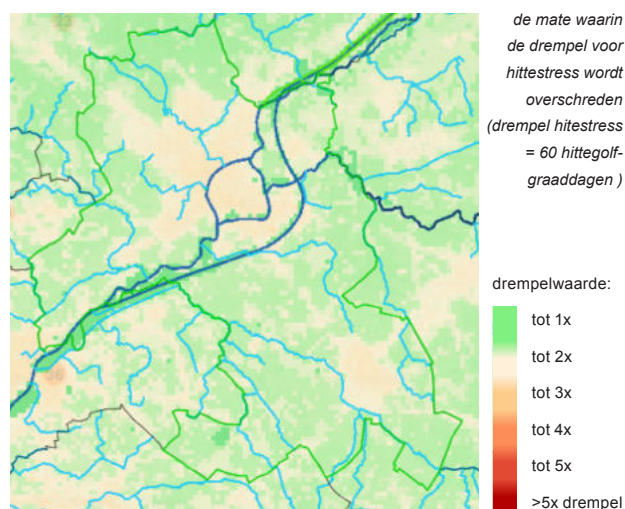 de mate waarin
de drempel voor
hittestress wordt
overschreden
(drempel hitestress
= 60 hittegolf-
graaddagen )
drempelwaarde:
tot 1x
tot 2x
tot 3x
tot 4x
tot 5x
>5x drempel